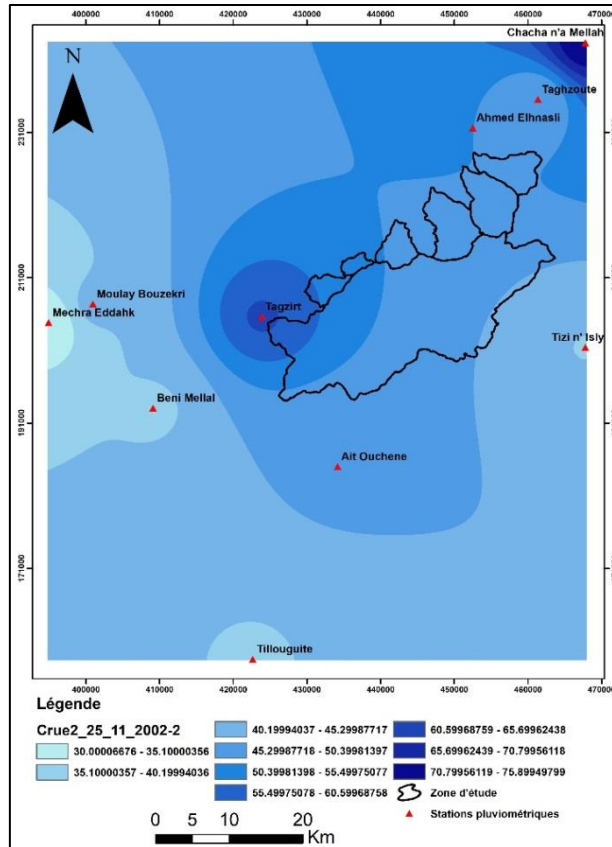 400000 410000 420000 430000 440000 450000 460000 470000
Chacha n'a Mellah
N
Taghzoute
Ahmed Elhnasli
231000
231000
211000
211000
Moulay Bouzekri
Mechra Eddahk
Tagzirt
Tizi n' Isly
Beni Mellal
191000
191000
Ait Ouchene
171000
171000
Tillouguite
400000 410000 420000 430000 440000 450000 460000 470000
Légende
Crue2_25_11_2002-2
30.00006676 - 35.10000356
35.10000357 - 40.19994036
40.19994037 - 45.29987717
45.29987718 - 50.39981397
50.39981398 - 55.49975077
55.49975078 - 60.59968758
60.59968759 - 65.69962438
65.69962439 - 70.79956118
70.79956119 - 75.89949799
Zone d'étude
Stations pluviométriques
0 5 10 20
Km